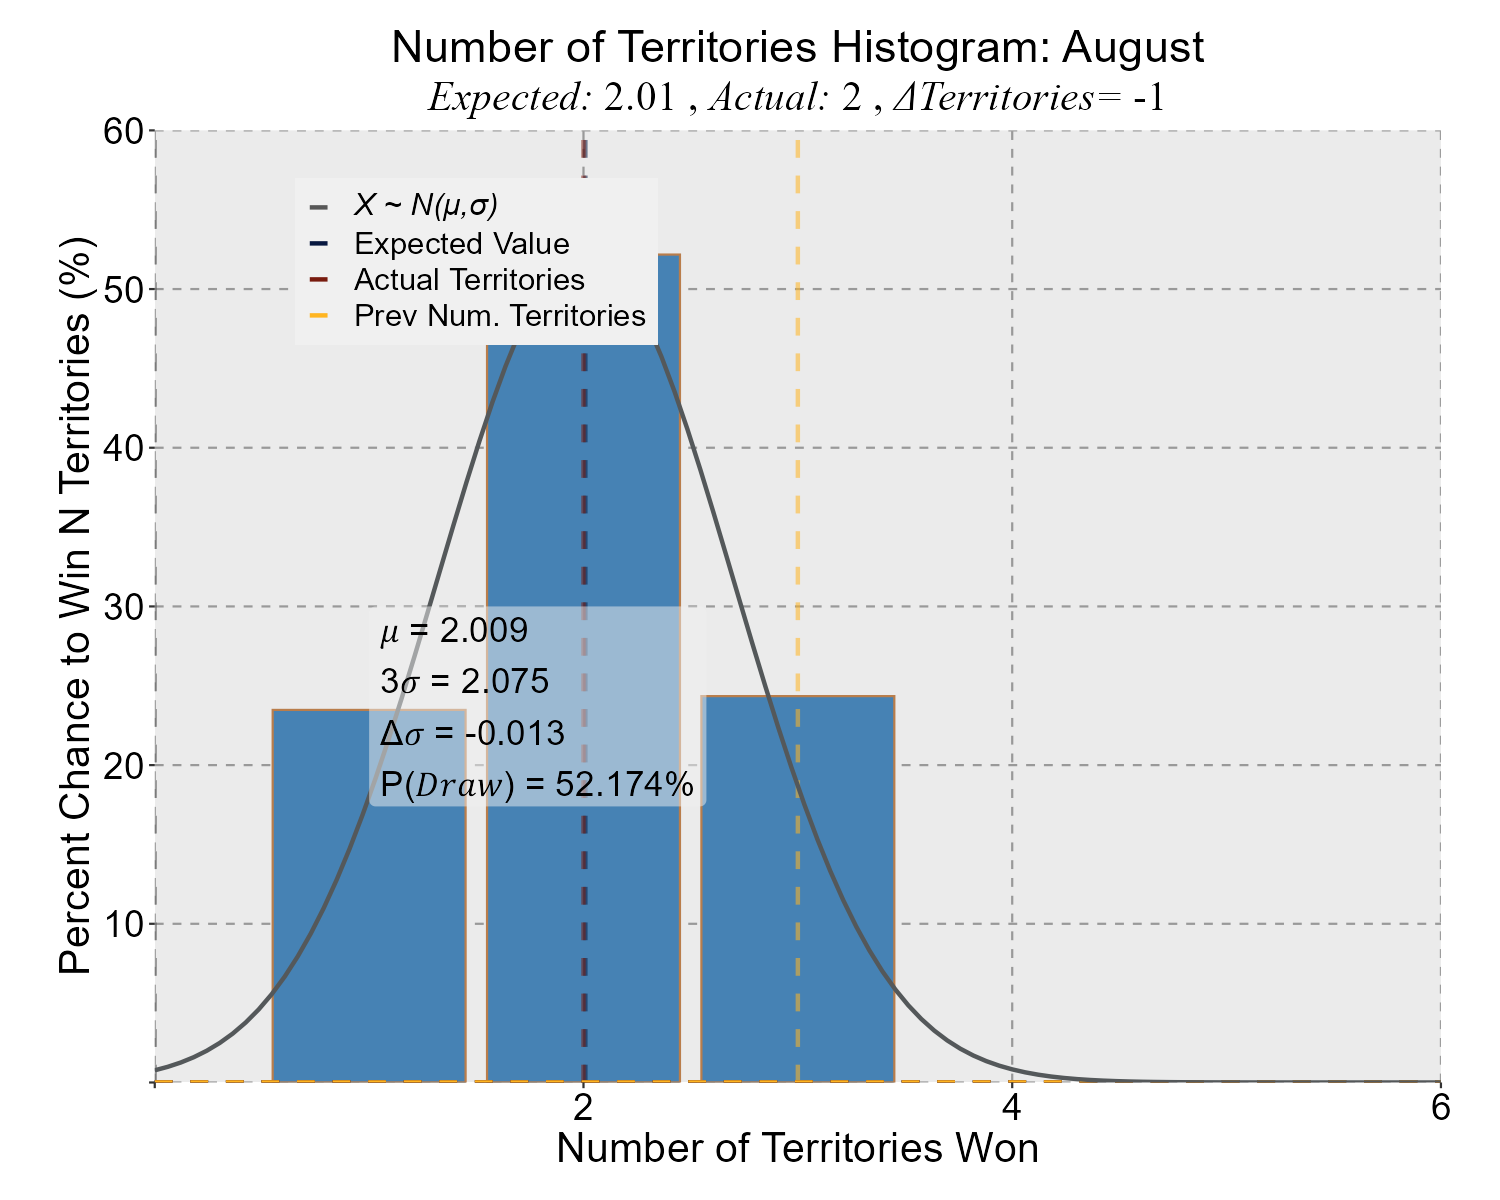 Number of Territories Histogram: August
Expected: 2.01 , Actual: 2 , ΔTerritories= -1
Percent Chance to Win N Territories (%)
60
50
40
30
20
10
X ~ N(μ,σ)
Expected Value
Actual Territories
Prev Num. Territories
μ = 2.009
3σ = 2.075
Δσ = -0.013
P(Draw) = 52.174%
2
4
6
Number of Territories Won